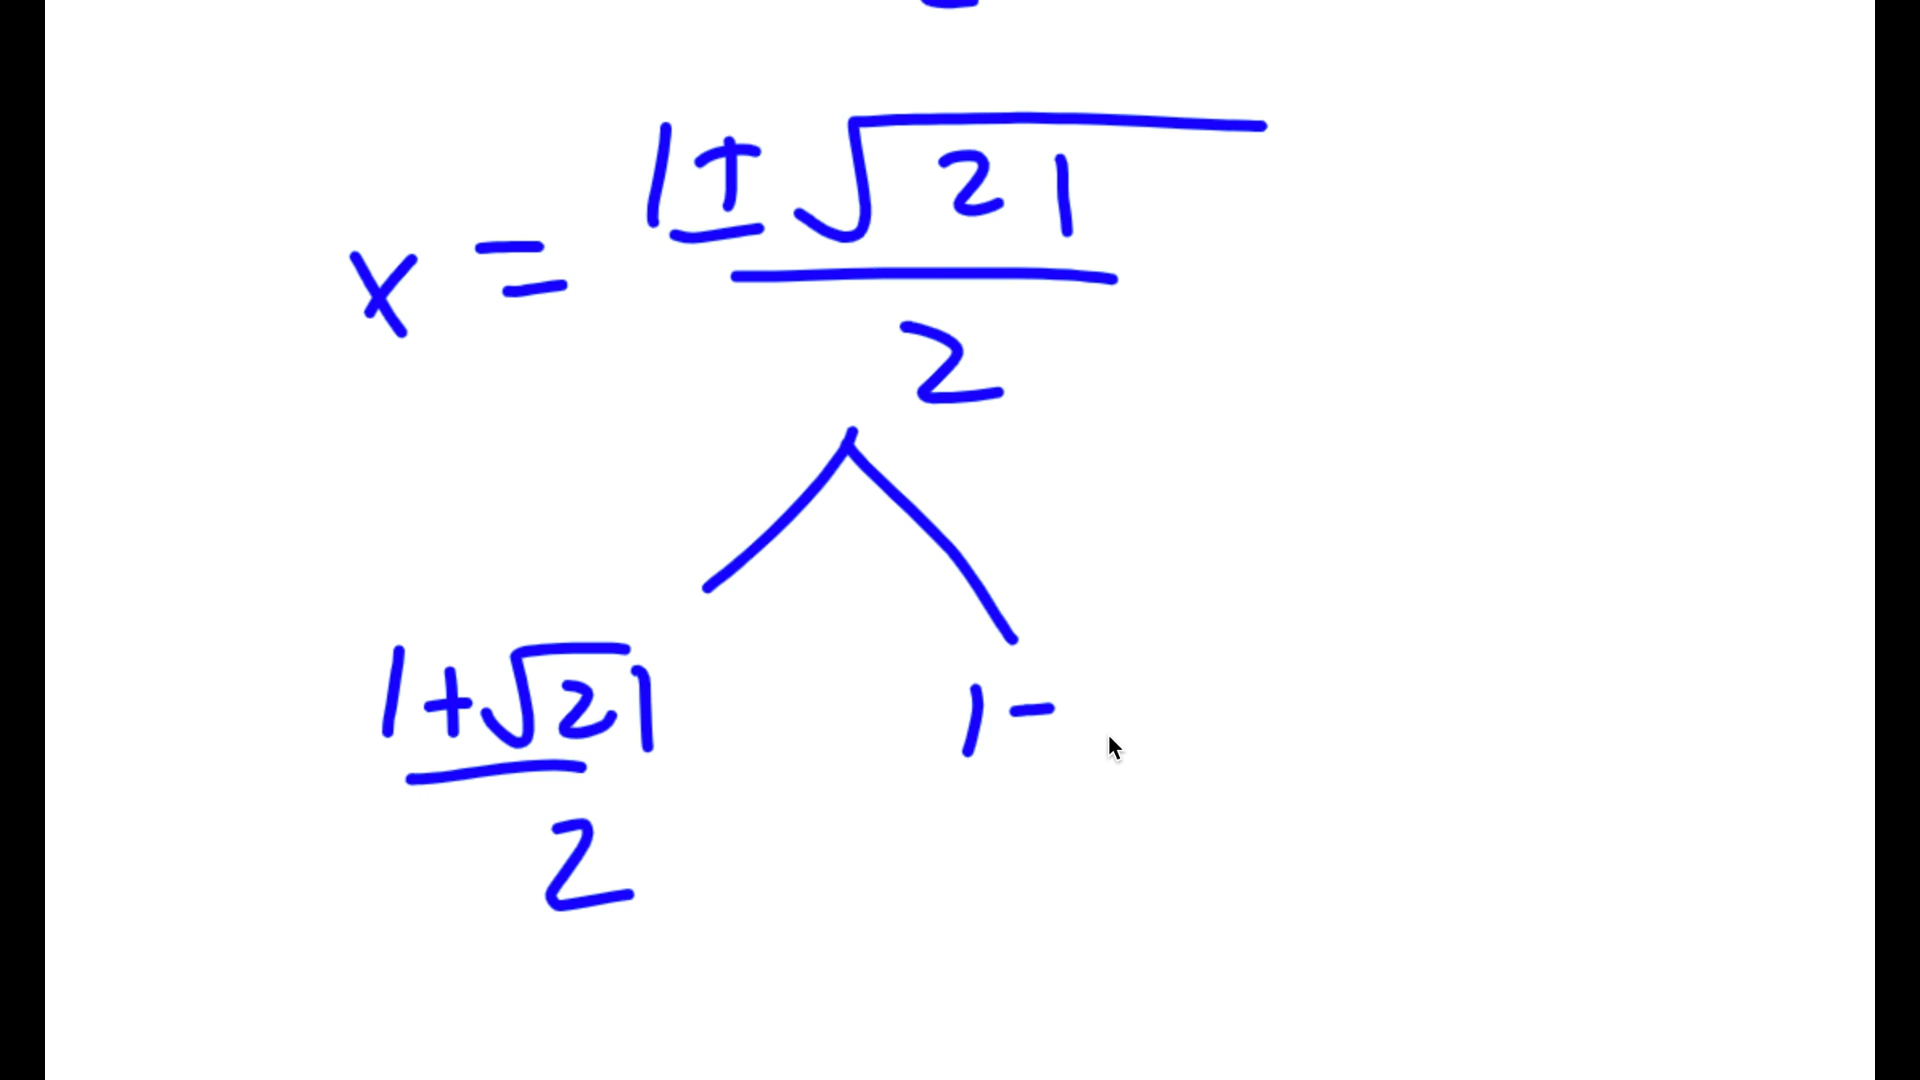 x = 1 ± √21
2
1+√21
2
1 -